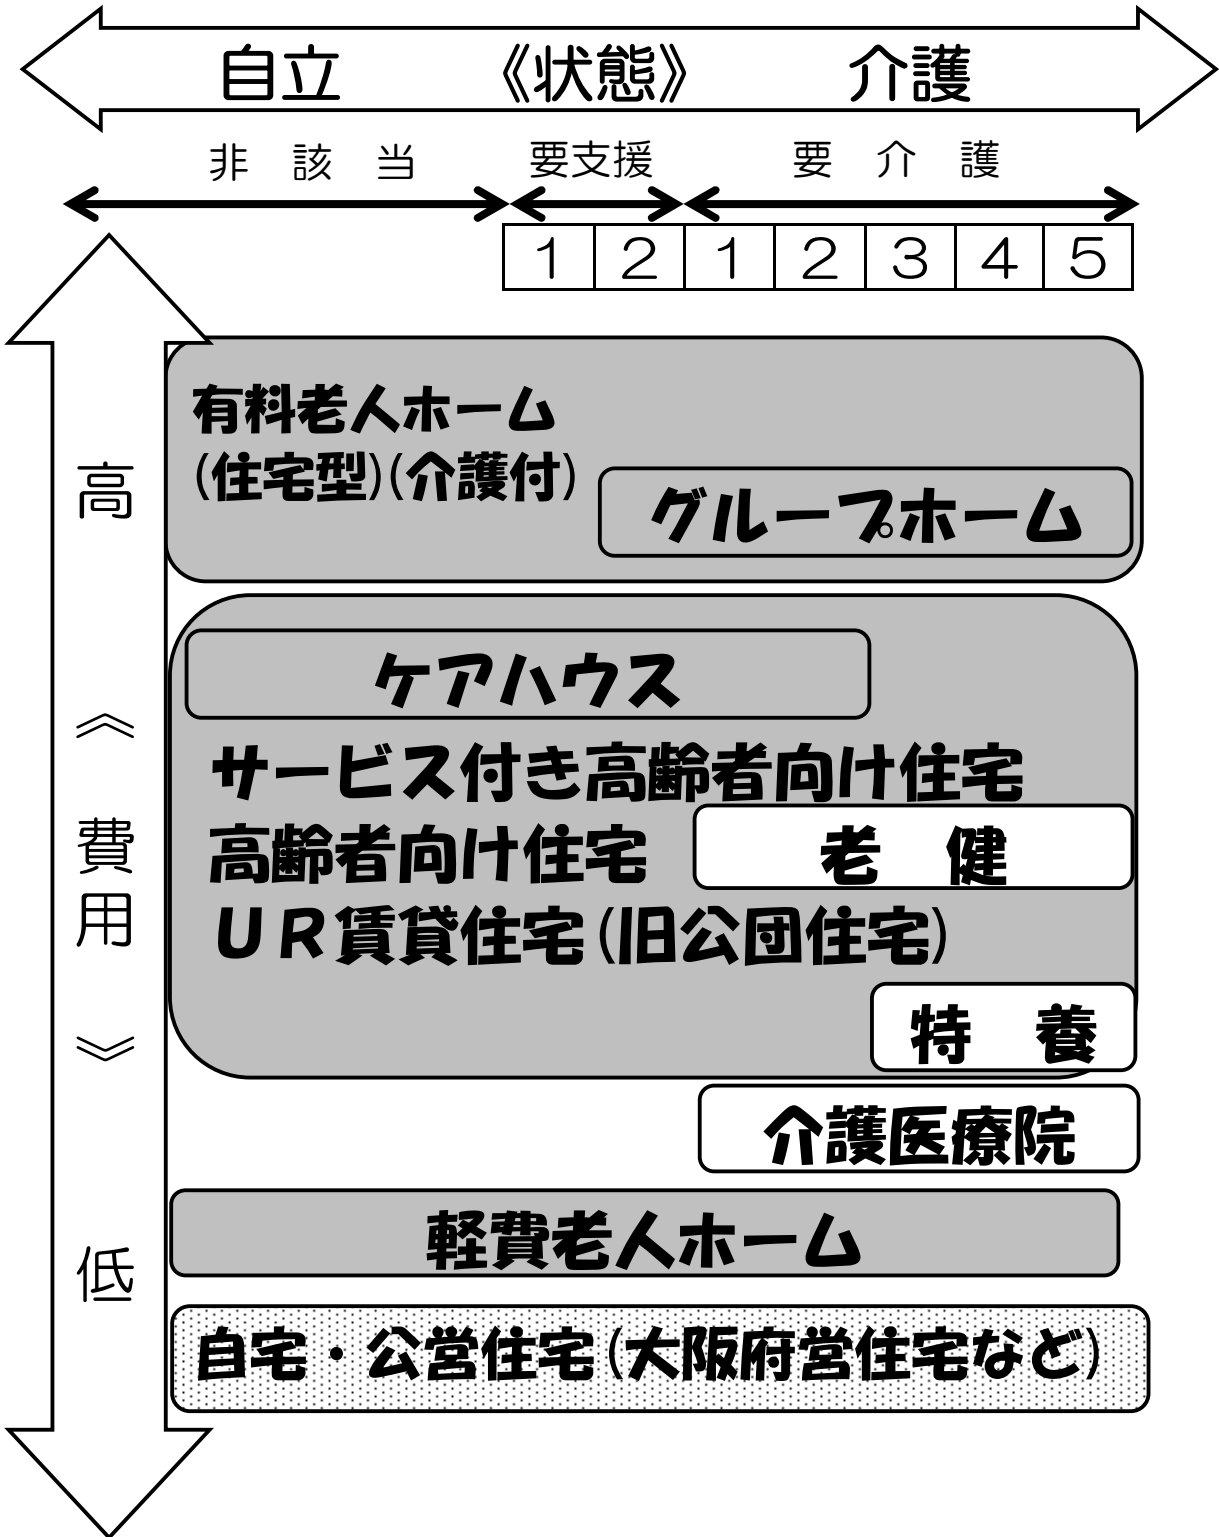 自立 《状態》 介護
非 該 当 要支援 要 介 護
1 2 1 2 3 4 5
高
《費用》
低
有料老人ホーム
(住宅型)(介護付)
グループホーム
ケアハウス
サービス付き高齢者向け住宅
高齢者向け住宅
老 健
UR賃貸住宅(旧公団住宅)
特 養
介護医療院
軽費老人ホーム
自宅・公営住宅(大阪府営住宅など)